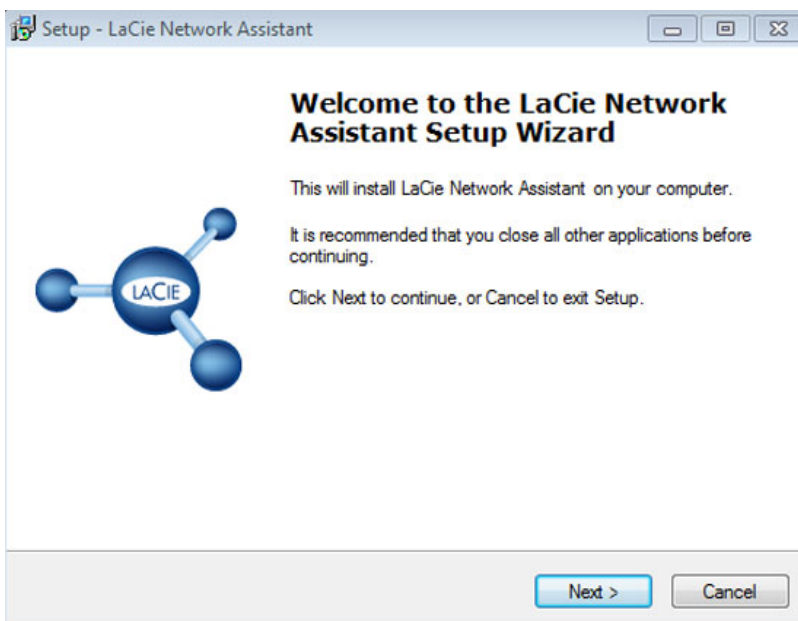 Setup - LaCie Network Assistant
Welcome to the LaCie Network
Assistant Setup Wizard
This will install LaCie Network Assistant on your computer.
It is recommended that you close all other applications before
continuing.
Click Next to continue, or Cancel to exit Setup.
LACIE
Next >
Cancel